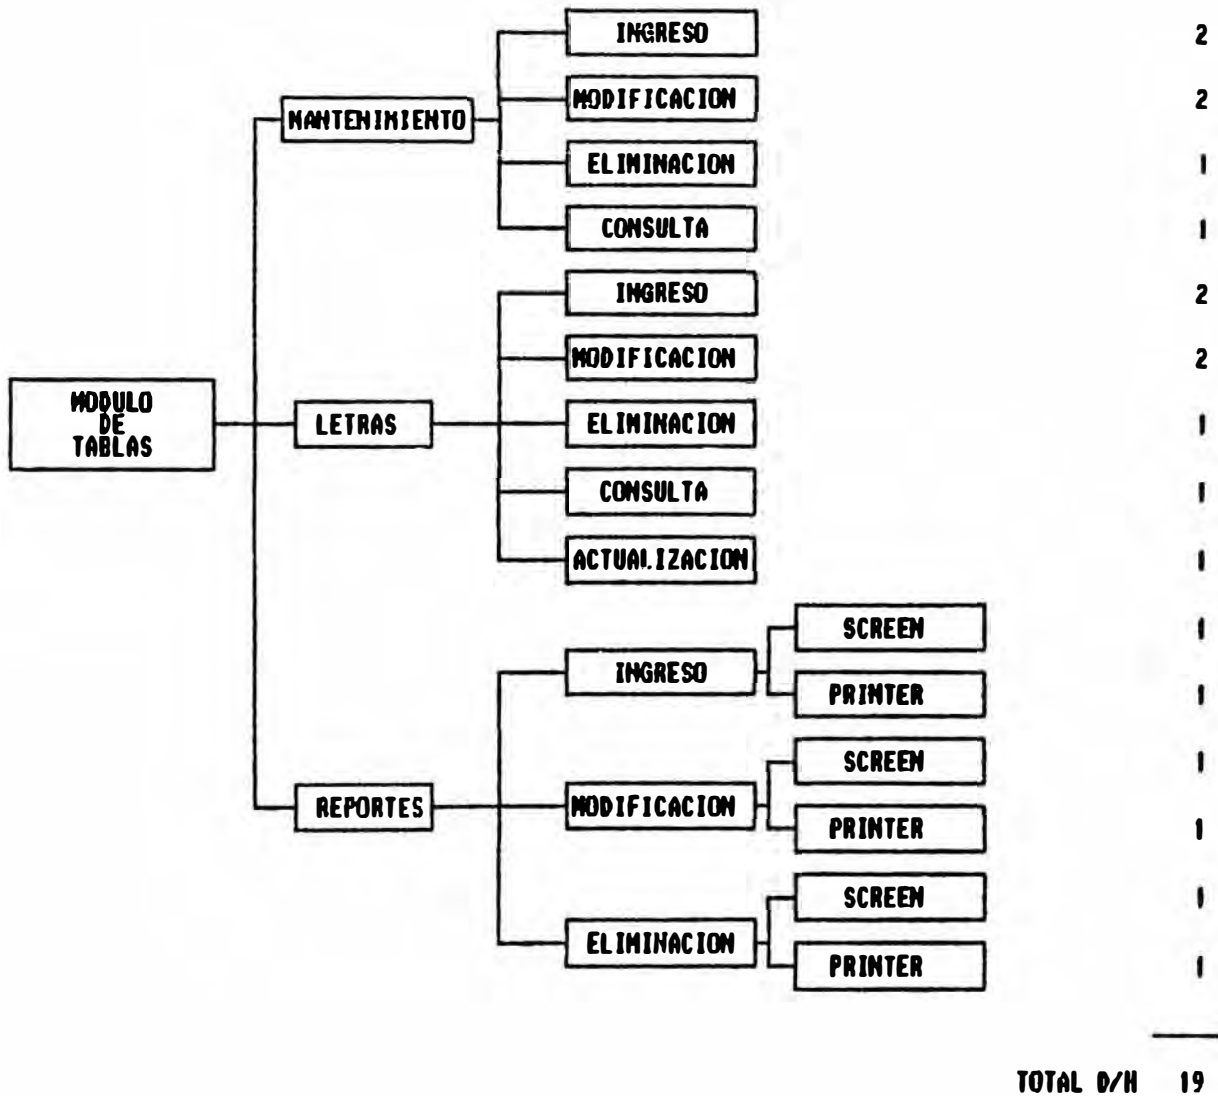 INGRESO 2
MODIFICACION 2
MANTENIMIENTO
ELIMINACION 1
CONSULTA 1
INGRESO 2
MODIFICACION 2
MODULO
DE
TABLAS
LETRAS
ELIMINACION 1
CONSULTA 1
ACTUALIZACION 1
SCREEN 1
INGRESO
PRINTER 1
SCREEN 1
REPORTES
MODIFICACION
PRINTER 1
SCREEN 1
ELIMINACION
PRINTER 1
TOTAL D/H 19